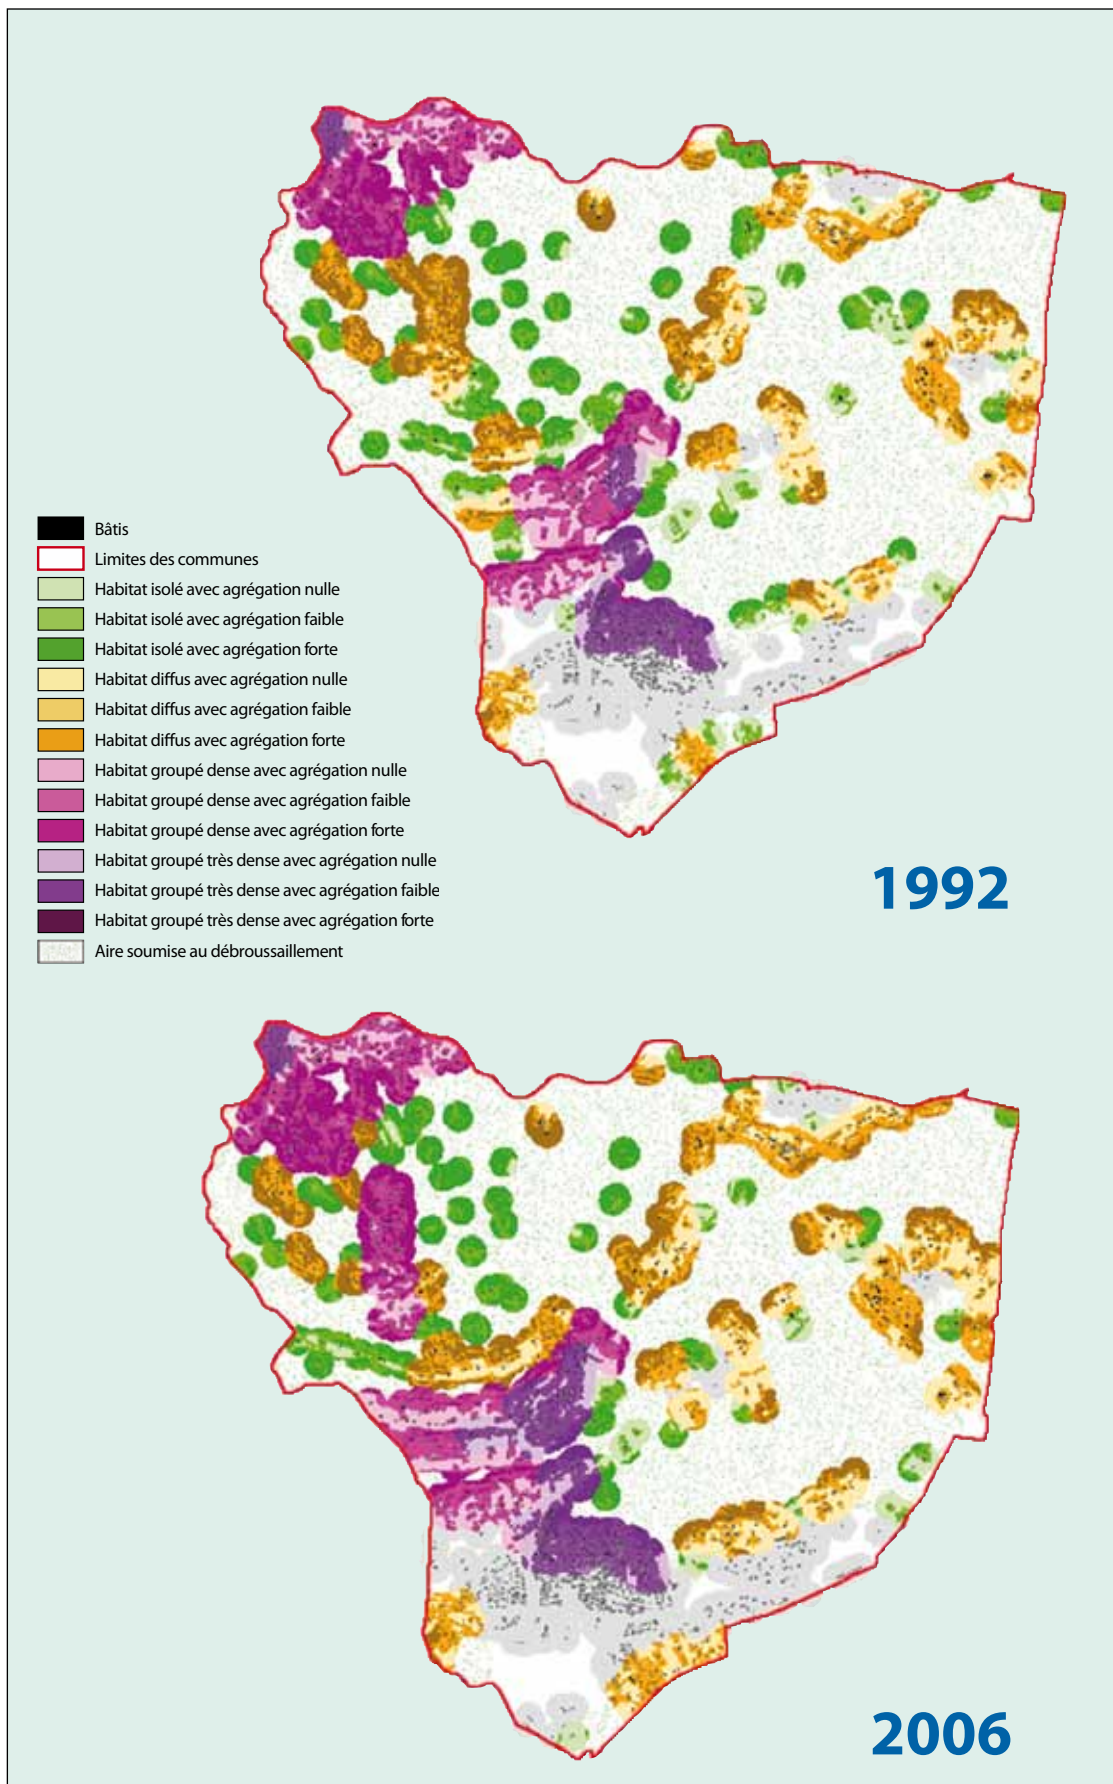 Bâtis
Limites des communes
Habitat isolé avec agrégation nulle
Habitat isolé avec agrégation faible
Habitat isolé avec agrégation forte
Habitat diffus avec agrégation nulle
Habitat diffus avec agrégation faible
Habitat diffus avec agrégation forte
Habitat groupé dense avec agrégation nulle
Habitat groupé dense avec agrégation faible
Habitat groupé dense avec agrégation forte
Habitat groupé très dense avec agrégation nulle
Habitat groupé très dense avec agrégation faible
Habitat groupé très dense avec agrégation forte
Aire soumise au débroussaillement
1992
2006